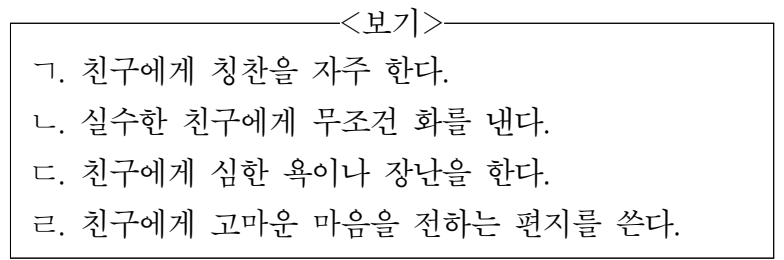 <보기>
ㄱ. 친구에게 칭찬을 자주 한다.
ㄴ. 실수한 친구에게 무조건 화를 낸다.
ㄷ. 친구에게 심한 욕이나 장난을 한다.
ㄹ. 친구에게 고마운 마음을 전하는 편지를 쓴다.